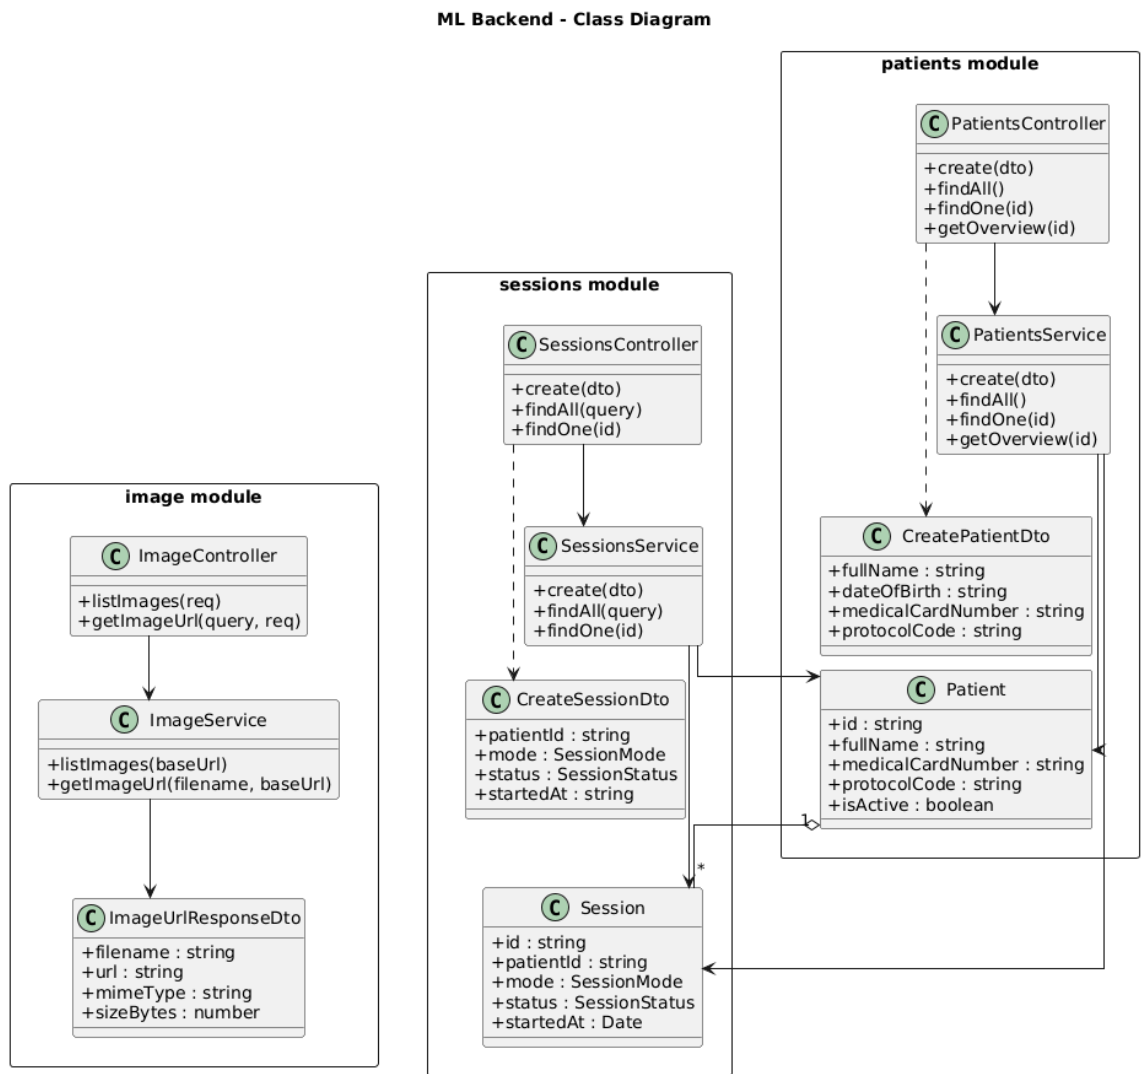 ML Backend - Class Diagram
patients module
C PatientsController
+create(dto)
+findAll()
+findOne(id)
+getOverview(id)
C PatientsService
+create(dto)
+findAll()
+findOne(id)
+getOverview(id)
C CreatePatientDto
+fullName : string
+dateOfBirth : string
+medicalCardNumber : string
+protocolCode : string
C Patient
+id : string
+fullName : string
+medicalCardNumber : string
+protocolCode : string
+isActive : boolean
sessions module
C SessionsController
+create(dto)
+findAll(query)
+findOne(id)
C SessionsService
+create(dto)
+findAll(query)
+findOne(id)
C CreateSessionDto
+patientId : string
+mode : SessionMode
+status : SessionStatus
+startedAt : string
1
*
C Session
+id : string
+patientId : string
+mode : SessionMode
+status : SessionStatus
+startedAt : Date
image module
C ImageController
+listImages(req)
+getImageUrl(query, req)
C ImageService
+listImages(baseUrl)
+getImageUrl(filename, baseUrl)
C ImageUrlResponseDto
+filename : string
+url : string
+mimeType : string
+sizeBytes : number